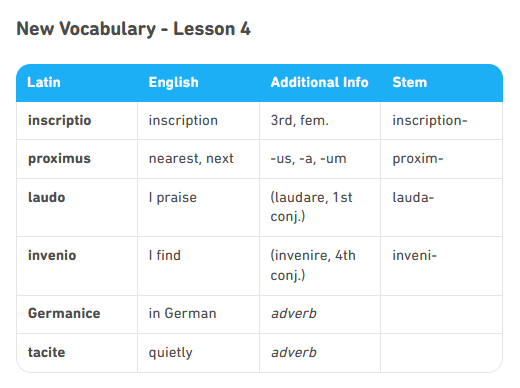 New Vocabulary - Lesson 4
Latin English Additional Info Stem
inscriptio inscription 3rd, fem. inscription-
proximus nearest, next -us, -a, -um proxim-
laudo I praise (laudare, 1st conj.) lauda-
invenio I find (invenire, 4th conj.) inveni-
Germanice in German adverb
tacite quietly adverb